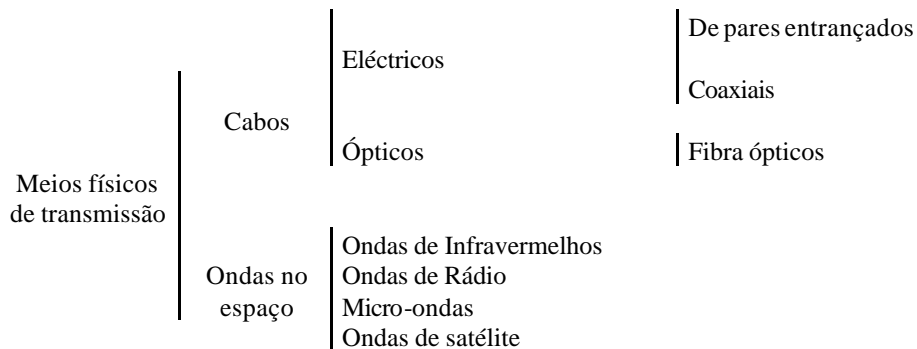 Meios físicos
de transmissão
Cabos
Eléctricos
De pares entrançados
Coaxiais
Ópticos
Fibra ópticos
Ondas no
espaço
Ondas de Infravermelhos
Ondas de Rádio
Micro-ondas
Ondas de satélite